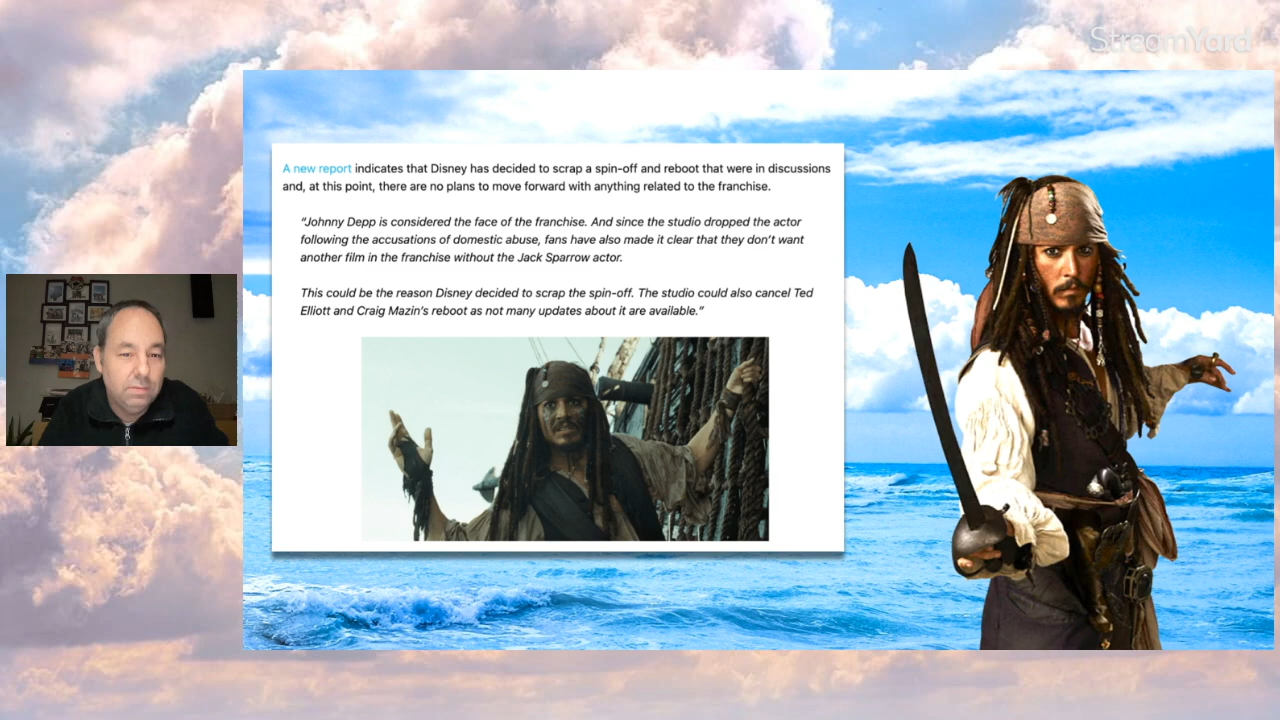 StreamYard
A new report indicates that Disney has decided to scrap a spin-off and reboot that were in discussions
and, at this point, there are no plans to move forward with anything related to the franchise.
“Johnny Depp is considered the face of the franchise. And since the studio dropped the actor
following the accusations of domestic abuse, fans have also made it clear that they don’t want
another film in the franchise without the Jack Sparrow actor.
This could be the reason Disney decided to scrap the spin-off. The studio could also cancel Ted
Elliott and Craig Mazin’s reboot as not many updates about it are available.”